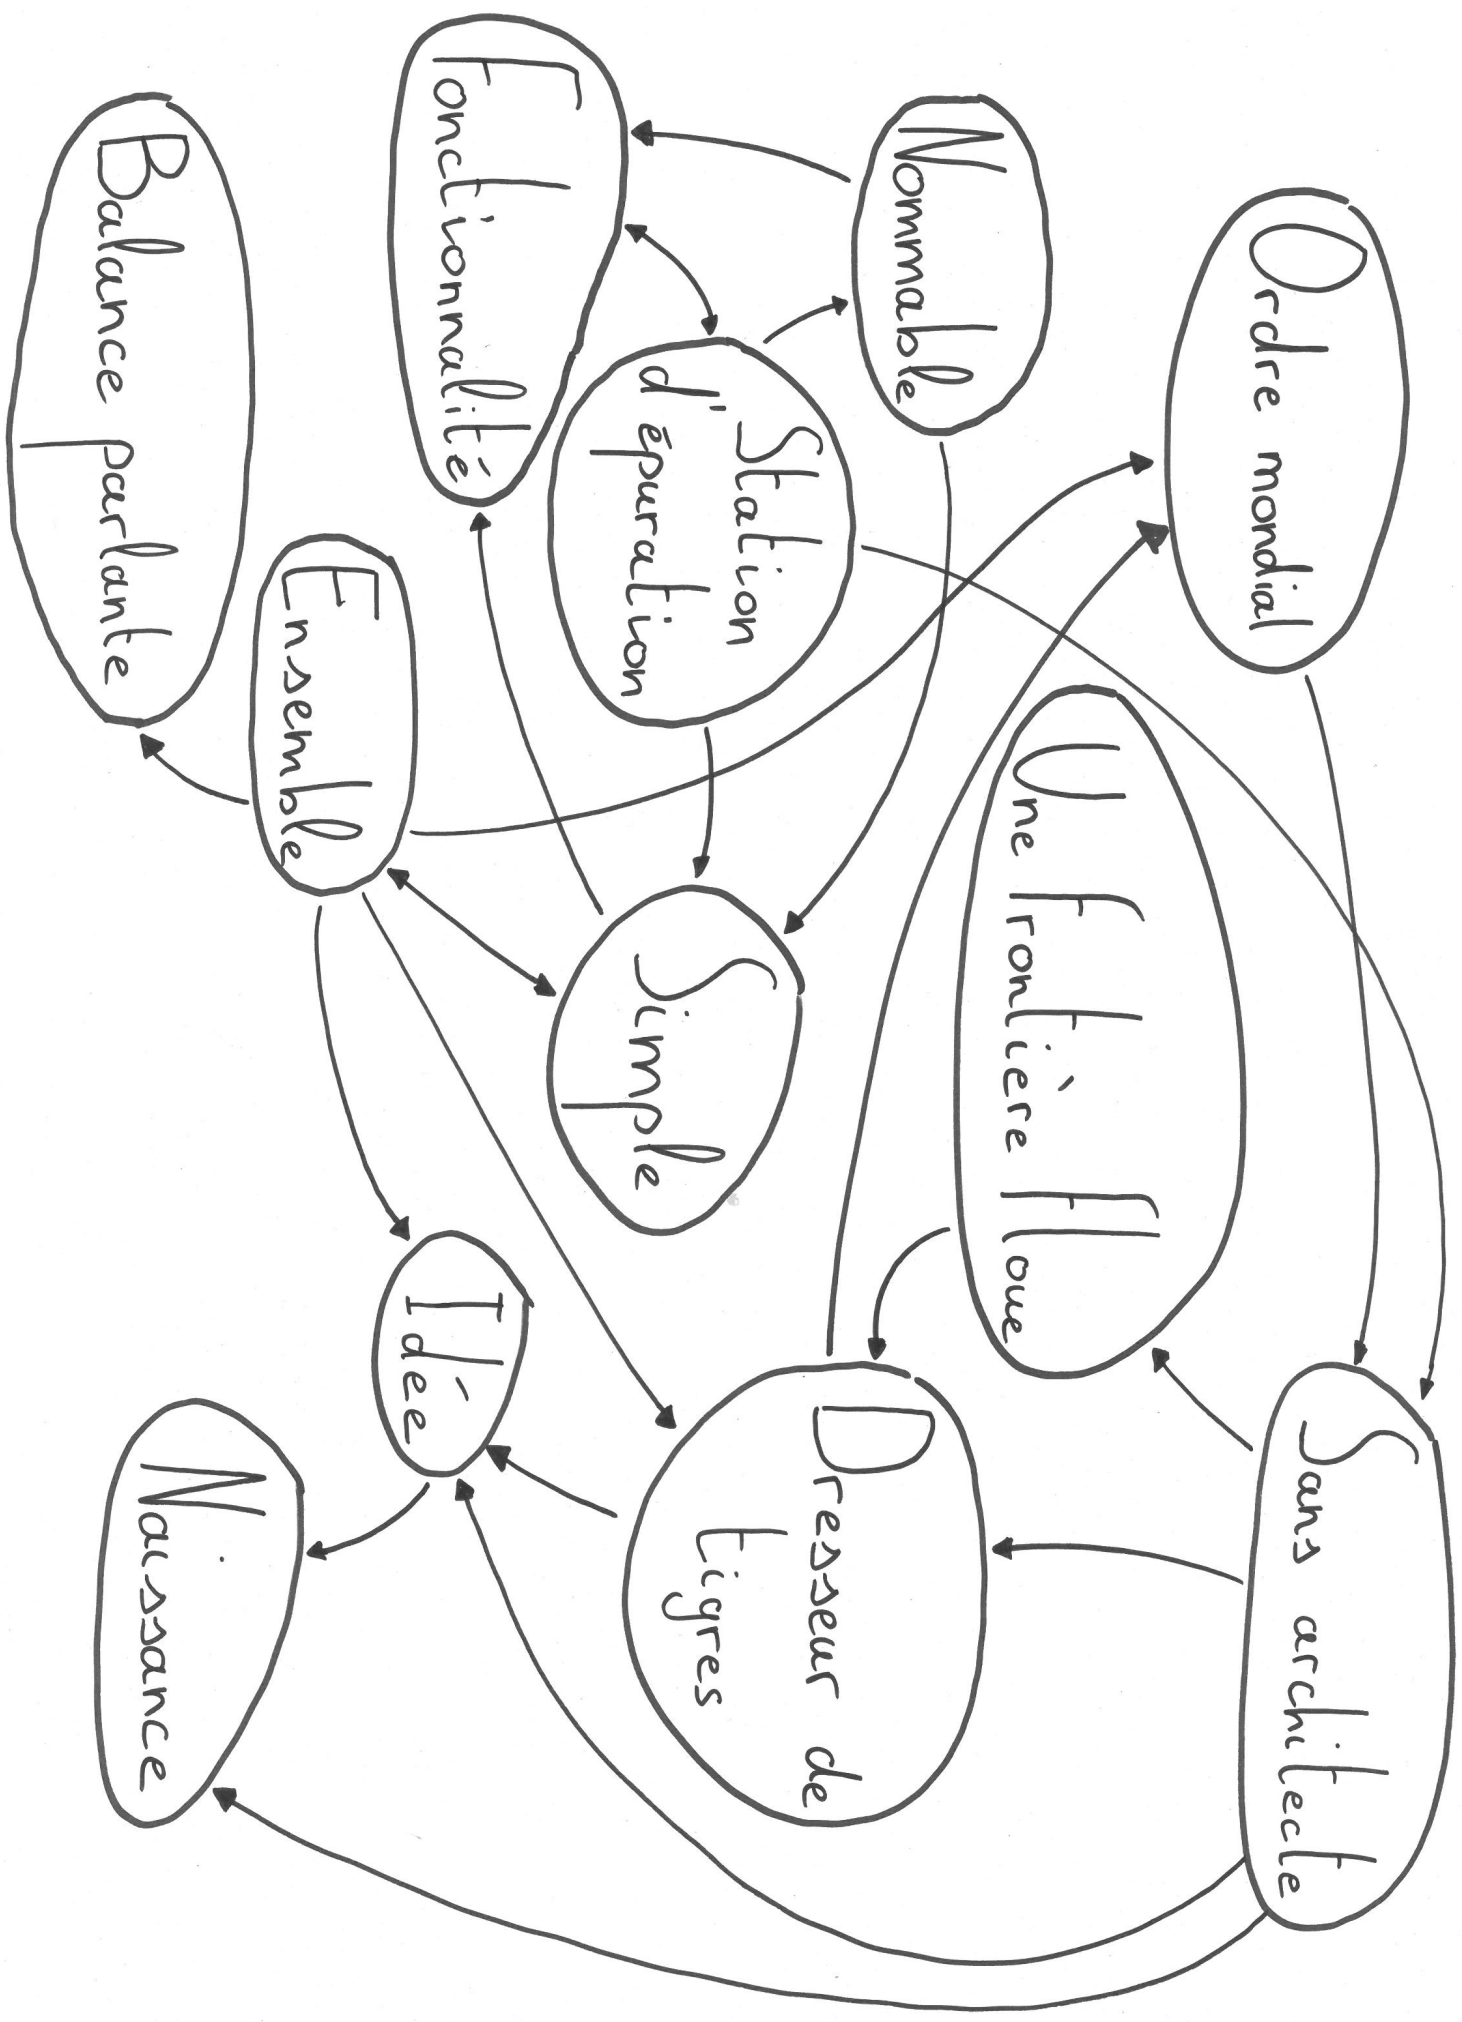 Ordre mondial
Sans architecte
Une Frontière Floue
Nommable
Dresseur de
tigres
Station
d'épuration
Simple
Fonctionnalité
Idée
Ensemble
Naissance
Balance parlante